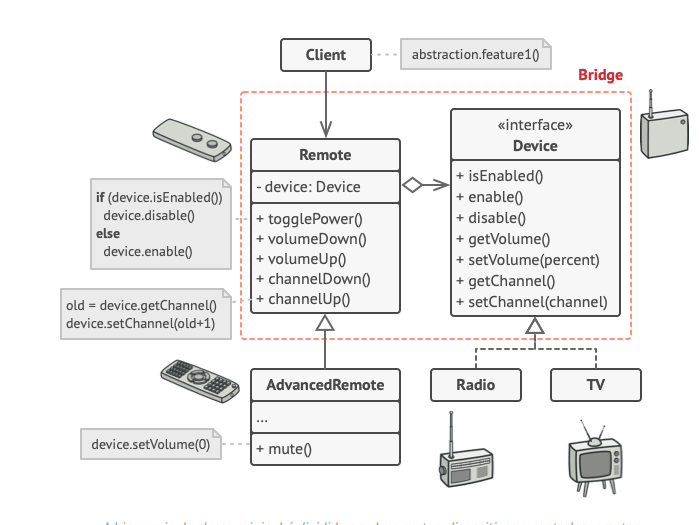 Client
abstraction.feature1()
Bridge
Remote
- device: Device
+ togglePower()
+ volumeDown()
+ volumeUp()
+ channelDown()
+ channelUp()
«interface»
Device
+ isEnabled()
+ enable()
+ disable()
+ getVolume()
+ setVolume(percent)
+ getChannel()
+ setChannel(channel)
if (device.isEnabled())
device.disable()
else
device.enable()
old = device.getChannel()
device.setChannel(old+1)
AdvancedRemote
...
+ mute()
device.setVolume(0)
Radio
TV